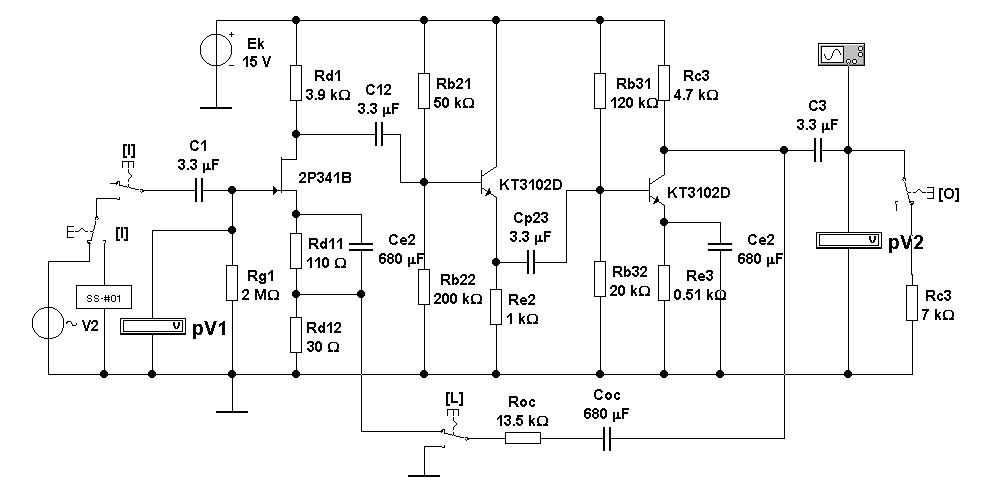 Ek
15 V
Rd1
3.9 kΩ
C12
3.3 µF
Rb21
50 kΩ
Rb31
120 kΩ
Rc3
4.7 kΩ
C3
3.3 µF
[I]
C1
3.3 µF
2P341B
KT3102D
KT3102D
[O]
[I]
Rd11
110 Ω
Ce2
680 µF
Cp23
3.3 µF
Ce2
680 µF
V
pV2
Rg1
2 MΩ
Rb22
200 kΩ
Rb32
20 kΩ
Re3
0.51 kΩ
SS-#01
V2
V
pV1
Rd12
30 Ω
Re2
1 kΩ
Rc3
7 kΩ
[L]
Roc
13.5 kΩ
Coc
680 µF